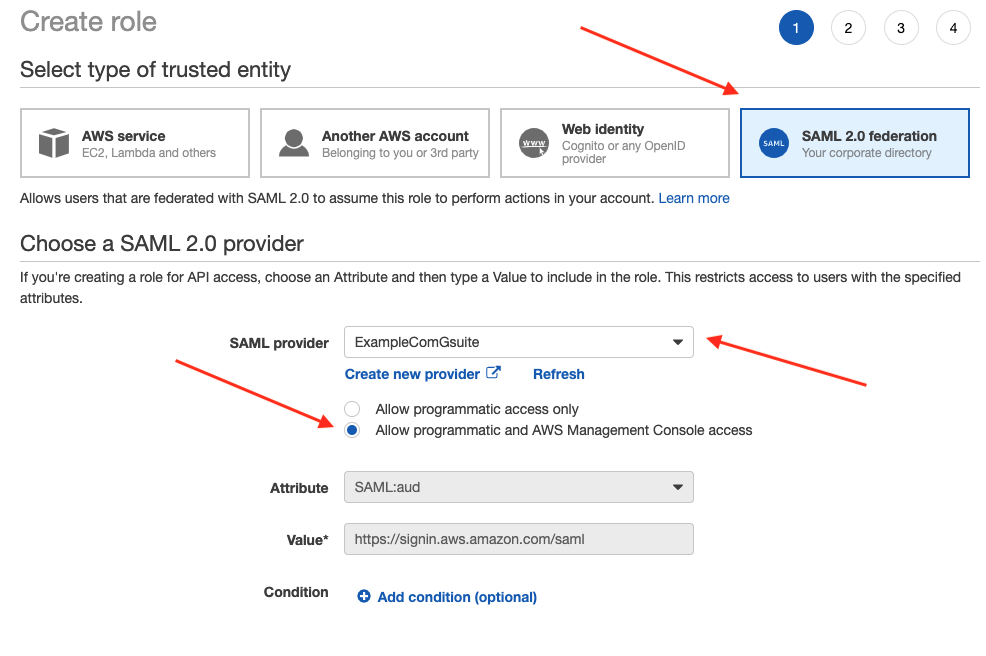 Create role
1
2
3
4
Select type of trusted entity
AWS service
EC2, Lambda and others
Another AWS account
Belonging to you or 3rd party
WWW
Web identity
Cognito or any OpenID
provider
SAML
SAML 2.0 federation
Your corporate directory
Allows users that are federated with SAML 2.0 to assume this role to perform actions in your account. Learn more
Choose a SAML 2.0 provider
If you're creating a role for API access, choose an Attribute and then type a Value to include in the role. This restricts access to users with the specified
attributes.
SAML provider
ExampleComGsuite
Create new provider
Refresh
Allow programmatic access only
Allow programmatic and AWS Management Console access
Attribute
SAML:aud
Value*
https://signin.aws.amazon.com/saml
Condition
Add condition (optional)